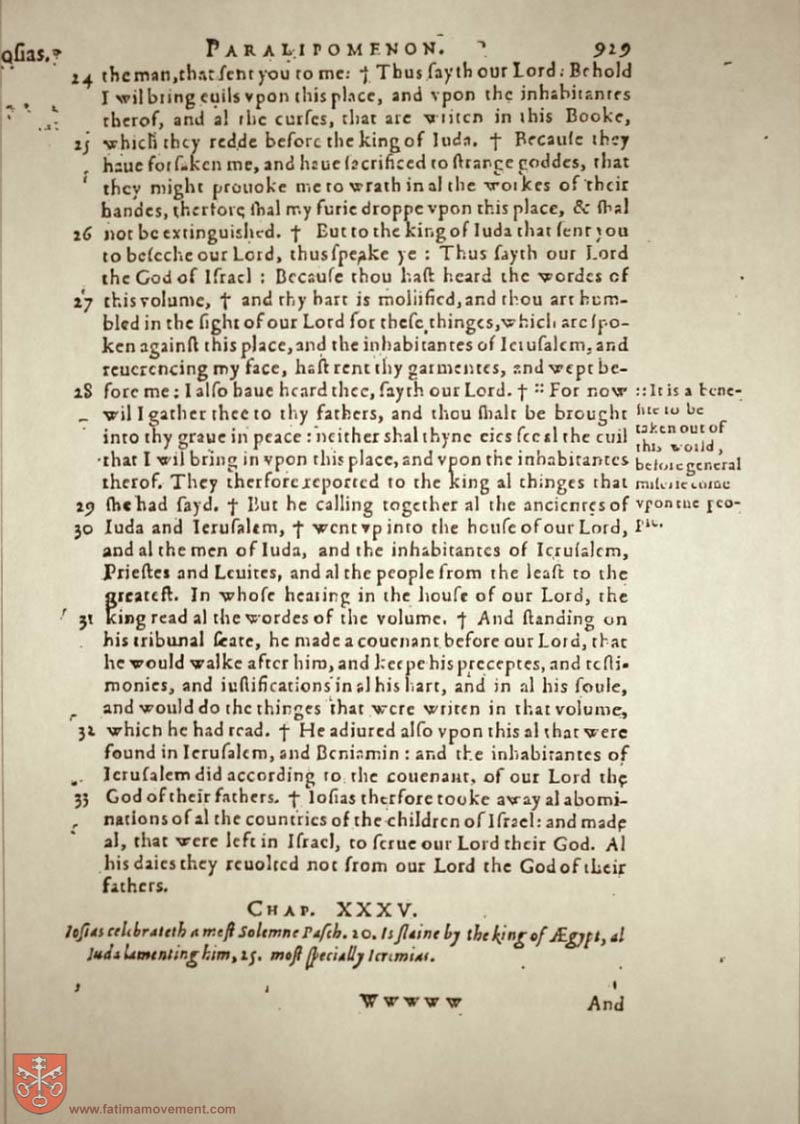 osias.
PARALIPOMENON. 929
24 the man, that ſent you to me: † Thus ſayth our Lord: Behold
I wil bring euils vpon this place, and vpon the inhabitantes
therof, and al the curſes, that are writen in this Booke,
25 which they redde before the king of Iuda. † Becauſe they
haue forſaken me, and haue ſacrificed to ſtrange goddes, that
they might prouoke me to wrath in al the workes of their
handes, therfore ſhal my furie droppe vpon this place, & ſhal
26 not be extinguished. † But to the king of Iuda that ſent you
to beſeche our Lord, thus ſpeake ye : Thus ſayth our Lord
the God of Iſrael : Becauſe thou haſt heard the wordes of
27 this volume, † and thy hart is mollified, and thou art hum-
bled in the ſight of our Lord for theſe thinges, which are ſpo-
ken againſt this place, and the inhabitantes of Ieruſalem, and
reuerencing my face, haſt rent thy garmentes, and wept be-
28 fore me: I alſo haue heard thee, ſayth our Lord. † :: For now
wil I gather thee to thy fathers, and thou ſhalt be brought
into thy graue in peace : neither shal thyne eies ſee al the euil
that I wil bring in vpon this place, and vpon the inhabitantes
therof. They therfore reported to the king al thinges that
29 ſhe had ſayd. † But he calling together al the ancientes of
30 Iuda and Ieruſalem, † went vp into the houſe of our Lord,
and al the men of Iuda, and the inhabitantes of Ieruſalem,
Prieſtes and Leuites, and al the people from the leaſt to the
greateſt. In whoſe hearing in the houſe of our Lord, the
31 king read al the wordes of the volume. † And ſtanding on
his tribunal ſeate, he made a couenant before our Lord, that
he would walke after him, and keepe his preceptes, and teſti-
monies, and iuſtifications in al his hart, and in al his ſoule,
and would do the thinges that were writen in that volume,
32 which he had read. † He adiured alſo vpon this al that were
found in Ieruſalem, and Beniamin : and the inhabitantes of
Ieruſalem did according to the couenant, of our Lord the
33 God of their fathers. † Ioſias therfore tooke away al abomi-
nations of al the countries of the children of Iſrael: and made
al, that were left in Iſrael, to ſerue our Lord their God. Al
his daies they reuolted not from our Lord the God of their
fathers.
:: It is a bene-
fite to be
taken out of
this world,
before general
miserie come
vpon the peo-
ple.
CHAP. XXXV.
Ioſias celebrateth a moſt Solemne Paſch. 20. Is ſlaine by the king of Ægypt, al
Iuda lamenting him, 25. moſt ſpecially Ieremias.
Wwwww And
www.fatimamovement.com